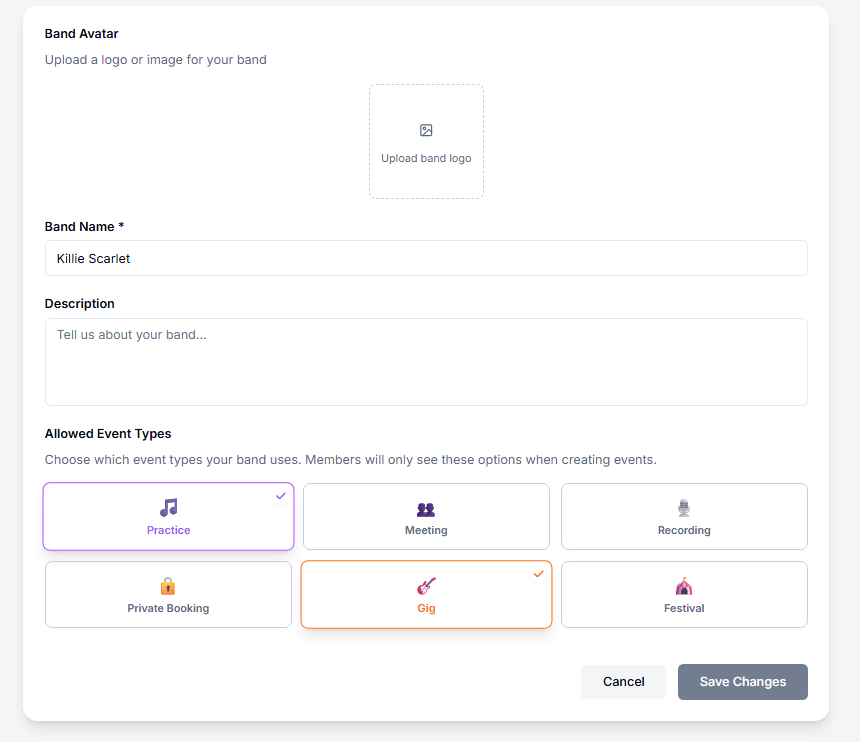 Band Avatar
Upload a logo or image for your band
Upload band logo
Band Name *
Killie Scarlet
Description
Tell us about your band...
Allowed Event Types
Choose which event types your band uses. Members will only see these options when creating events.
Practice
Meeting
Recording
Private Booking
Gig
Festival
Cancel
Save Changes